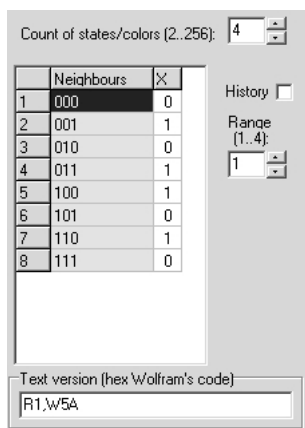 Count of states/colors (2..256): 4
Neighbours X
1 000 0
2 001 1
3 010 0
4 011 1
5 100 1
6 101 0
7 110 1
8 111 0
History
Range
(1..4):
1
Text version (hex Wolfram's code)
R1,W5A